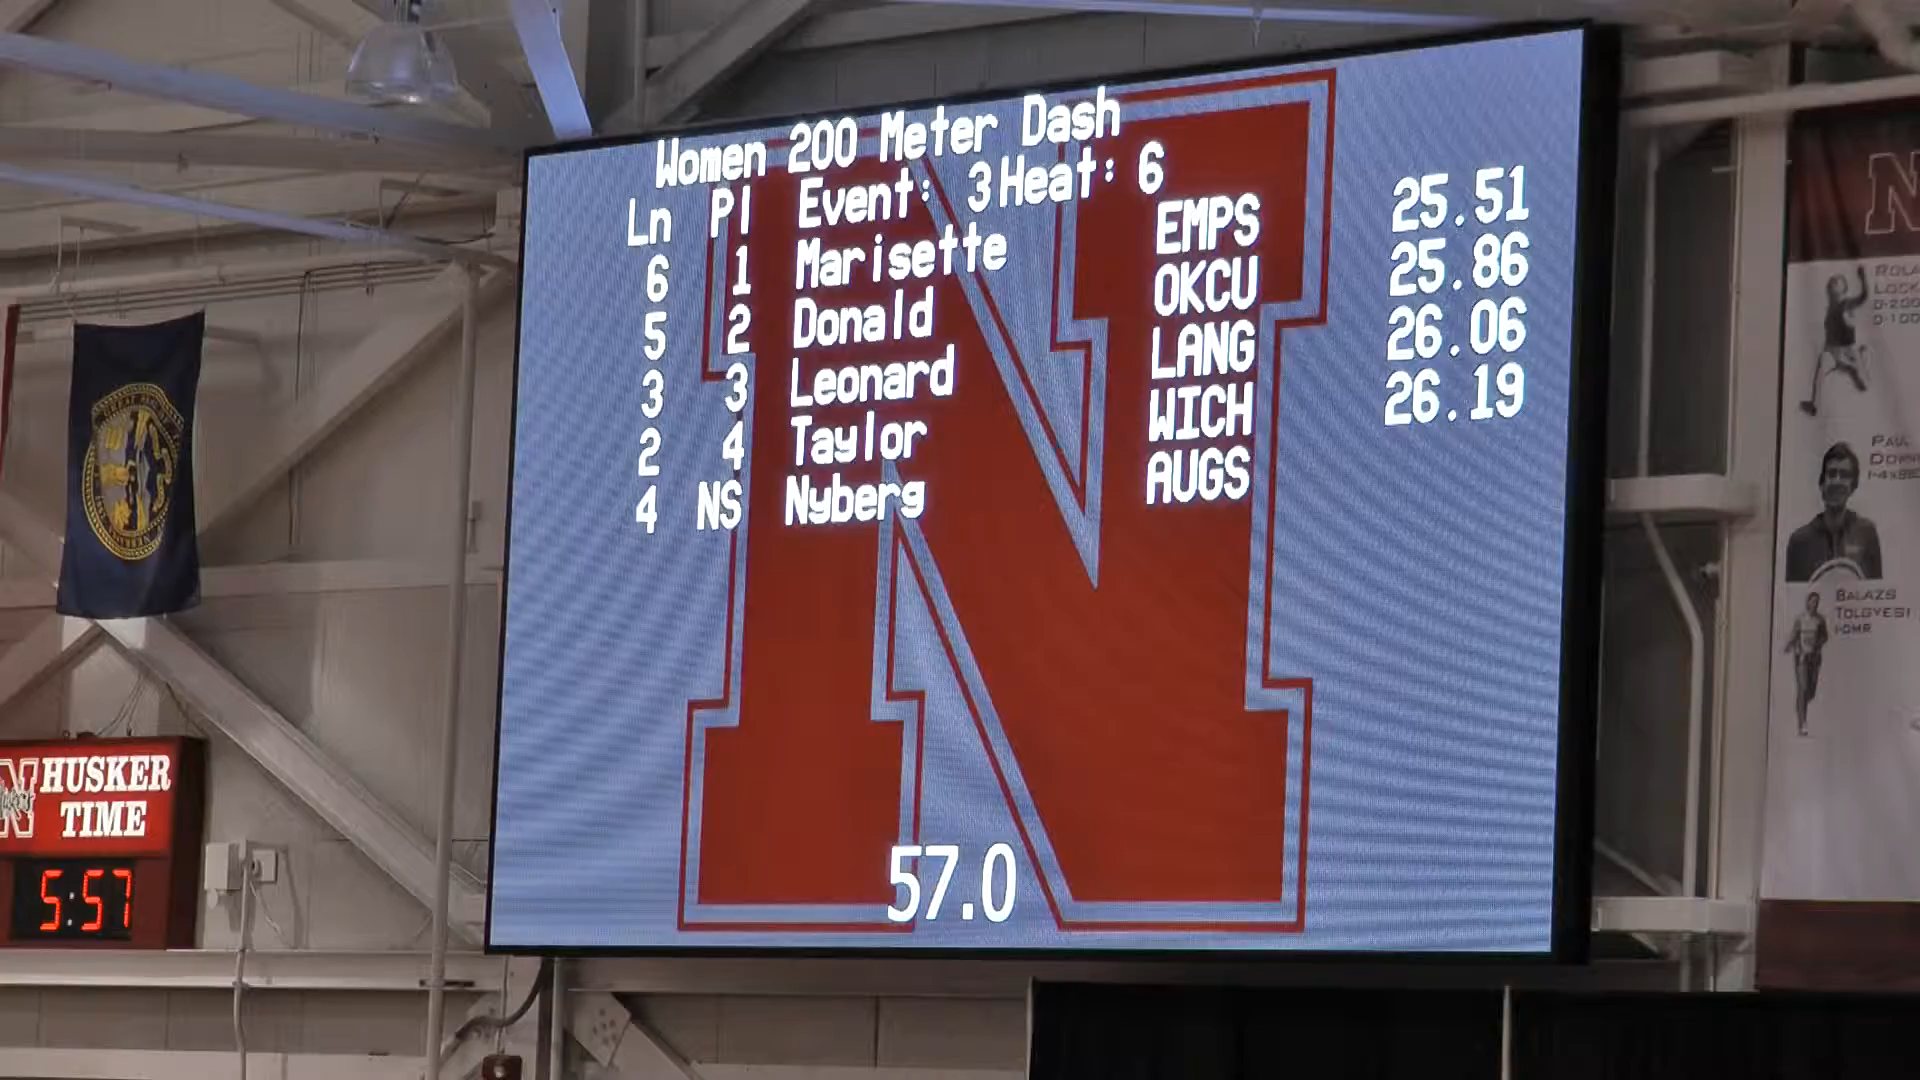 Women 200 Meter Dash
Event: 3 Heat: 6
Ln Pl
6 1 Marisette EMPS 25.51
5 2 Donald OKCU 25.86
3 3 Leonard LANG 26.06
2 4 Taylor WICH 26.19
4 NS Nyberg AUGS
57.0
N HUSKER
TIME
5:57
N
PAUL
BALAZS
TOLGYESI